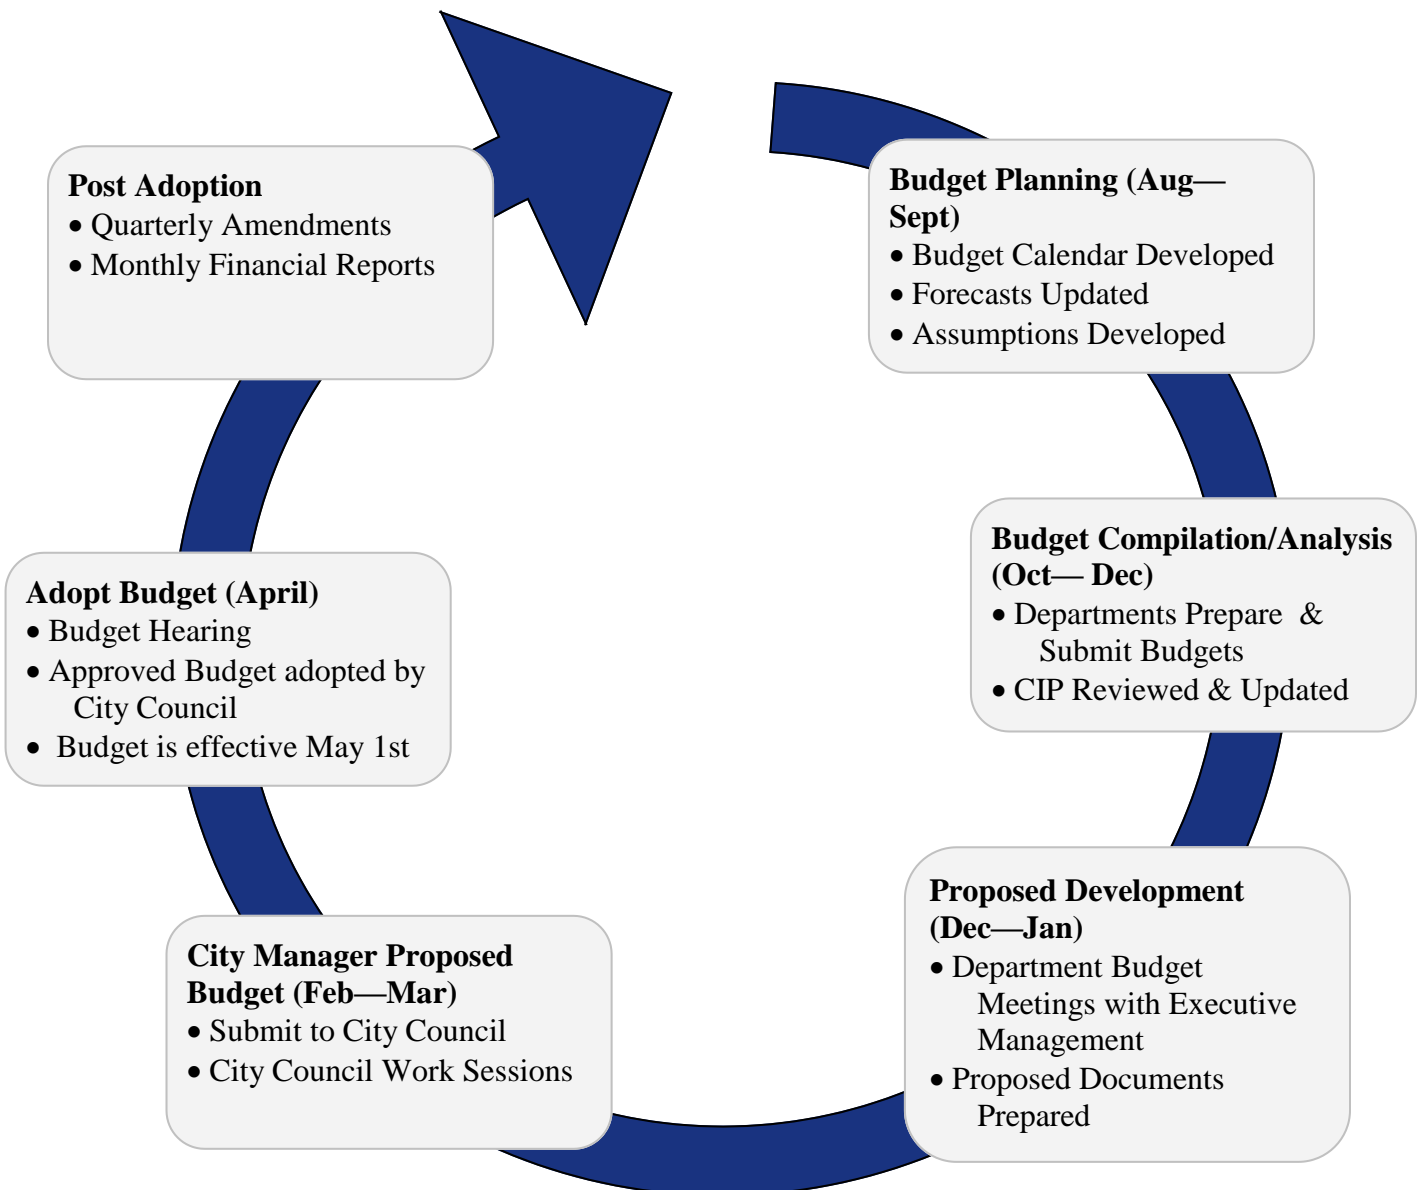 Post Adoption
• Quarterly Amendments
• Monthly Financial Reports
Budget Planning (Aug—
Sept)
• Budget Calendar Developed
• Forecasts Updated
• Assumptions Developed
Budget Compilation/Analysis
(Oct— Dec)
• Departments Prepare &
Submit Budgets
• CIP Reviewed & Updated
Proposed Development
(Dec—Jan)
• Department Budget
Meetings with Executive
Management
• Proposed Documents
Prepared
City Manager Proposed
Budget (Feb—Mar)
• Submit to City Council
• City Council Work Sessions
Adopt Budget (April)
• Budget Hearing
• Approved Budget adopted by
City Council
• Budget is effective May 1st